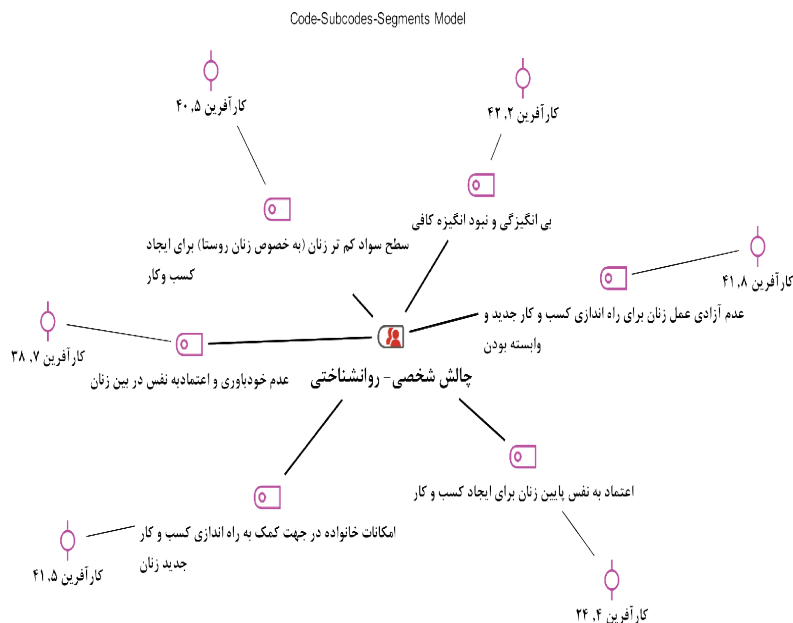 Code-Subcodes-Segments Model
کارآفرین ۴۰,۵
کارآفرین ۴۲,۲
بی انگیزگی و نبود انگیزه کافی
سطح سواد کم تر زنان (به خصوص زنان روستا) برای ایجاد
کسب وکار
کارآفرین ۴۱,۸
عدم آزادی عمل زنان برای راه اندازی کسب و کار جدید و
وابسته بودن
کارآفرین ۳۸,۷
عدم خودباوری و اعتمادبه نفس در بین زنان
چالش شخصی- روانشناختی
اعتماد به نفس پایین زنان برای ایجاد کسب و کار
امکانات خانواده در جهت کمک به راه اندازی کسب و کار
جدید زنان
کارآفرین ۴۱,۵
کارآفرین ۲۴,۴